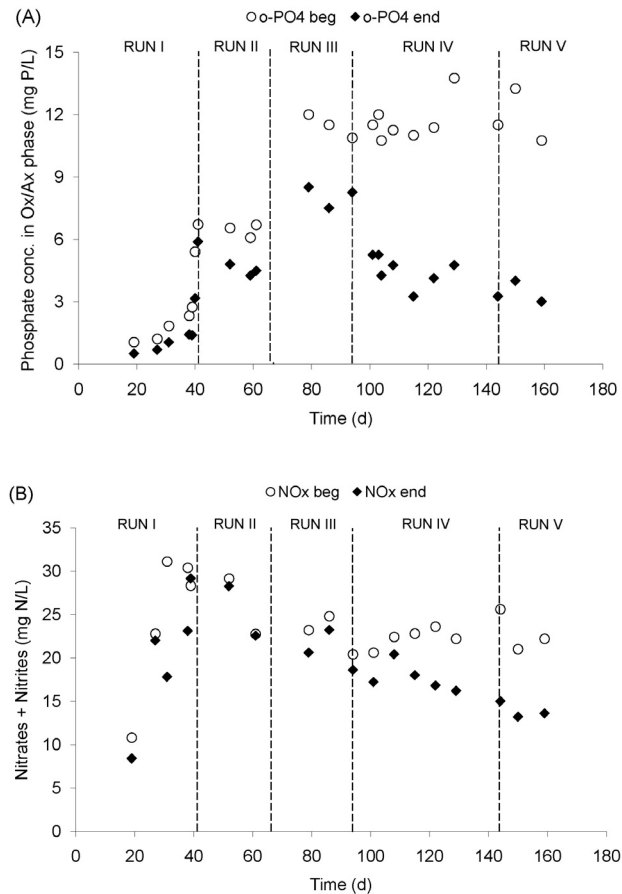 (A)
o-PO4 beg o-PO4 end
RUN I RUN II RUN III RUN IV RUN V
Phosphate conc. in Ox/Ax phase (mg P/L)
15
12
9
6
3
0
0 20 40 60 80 100 120 140 160 180
Time (d)
(B)
NOx beg NOx end
RUN I RUN II RUN III RUN IV RUN V
Nitrates + Nitrites (mg N/L)
35
30
25
20
15
10
5
0
0 20 40 60 80 100 120 140 160 180
Time (d)